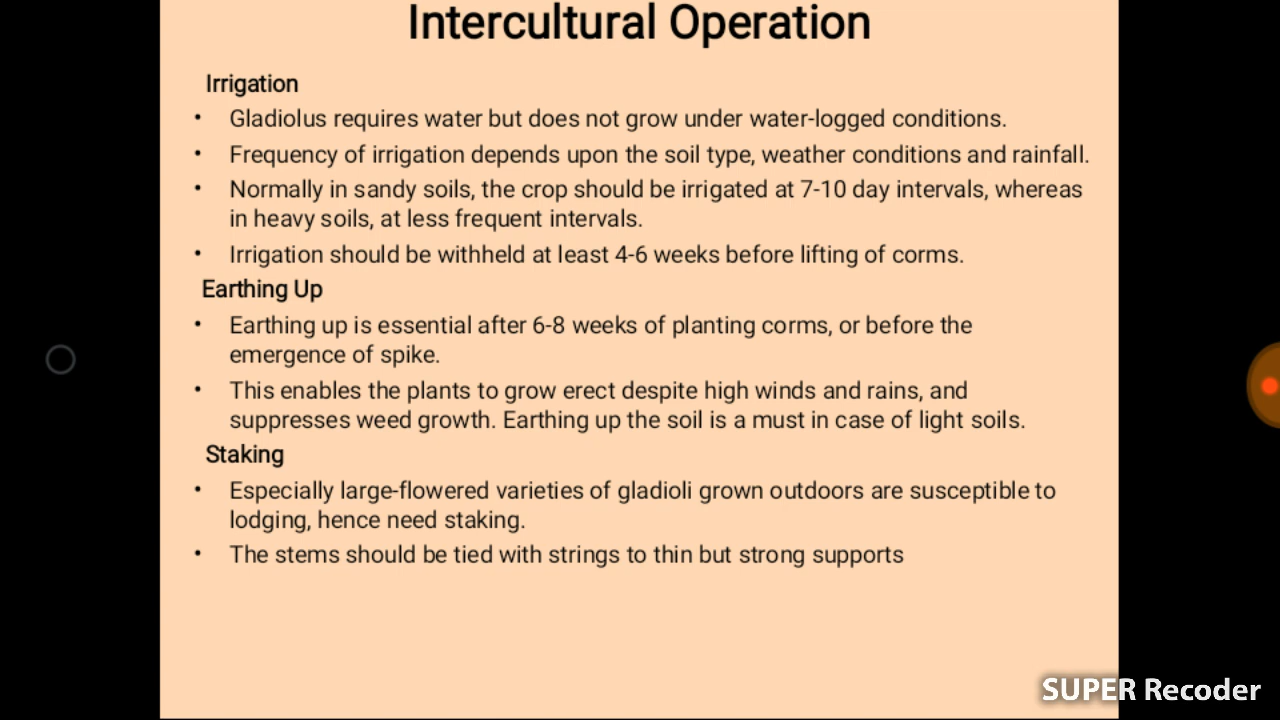 Intercultural Operation
Irrigation
• Gladiolus requires water but does not grow under water-logged conditions.
• Frequency of irrigation depends upon the soil type, weather conditions and rainfall.
• Normally in sandy soils, the crop should be irrigated at 7-10 day intervals, whereas
in heavy soils, at less frequent intervals.
• Irrigation should be withheld at least 4-6 weeks before lifting of corms.
Earthing Up
• Earthing up is essential after 6-8 weeks of planting corms, or before the
emergence of spike.
• This enables the plants to grow erect despite high winds and rains, and
suppresses weed growth. Earthing up the soil is a must in case of light soils.
Staking
• Especially large-flowered varieties of gladioli grown outdoors are susceptible to
lodging, hence need staking.
• The stems should be tied with strings to thin but strong supports
SUPER Recoder